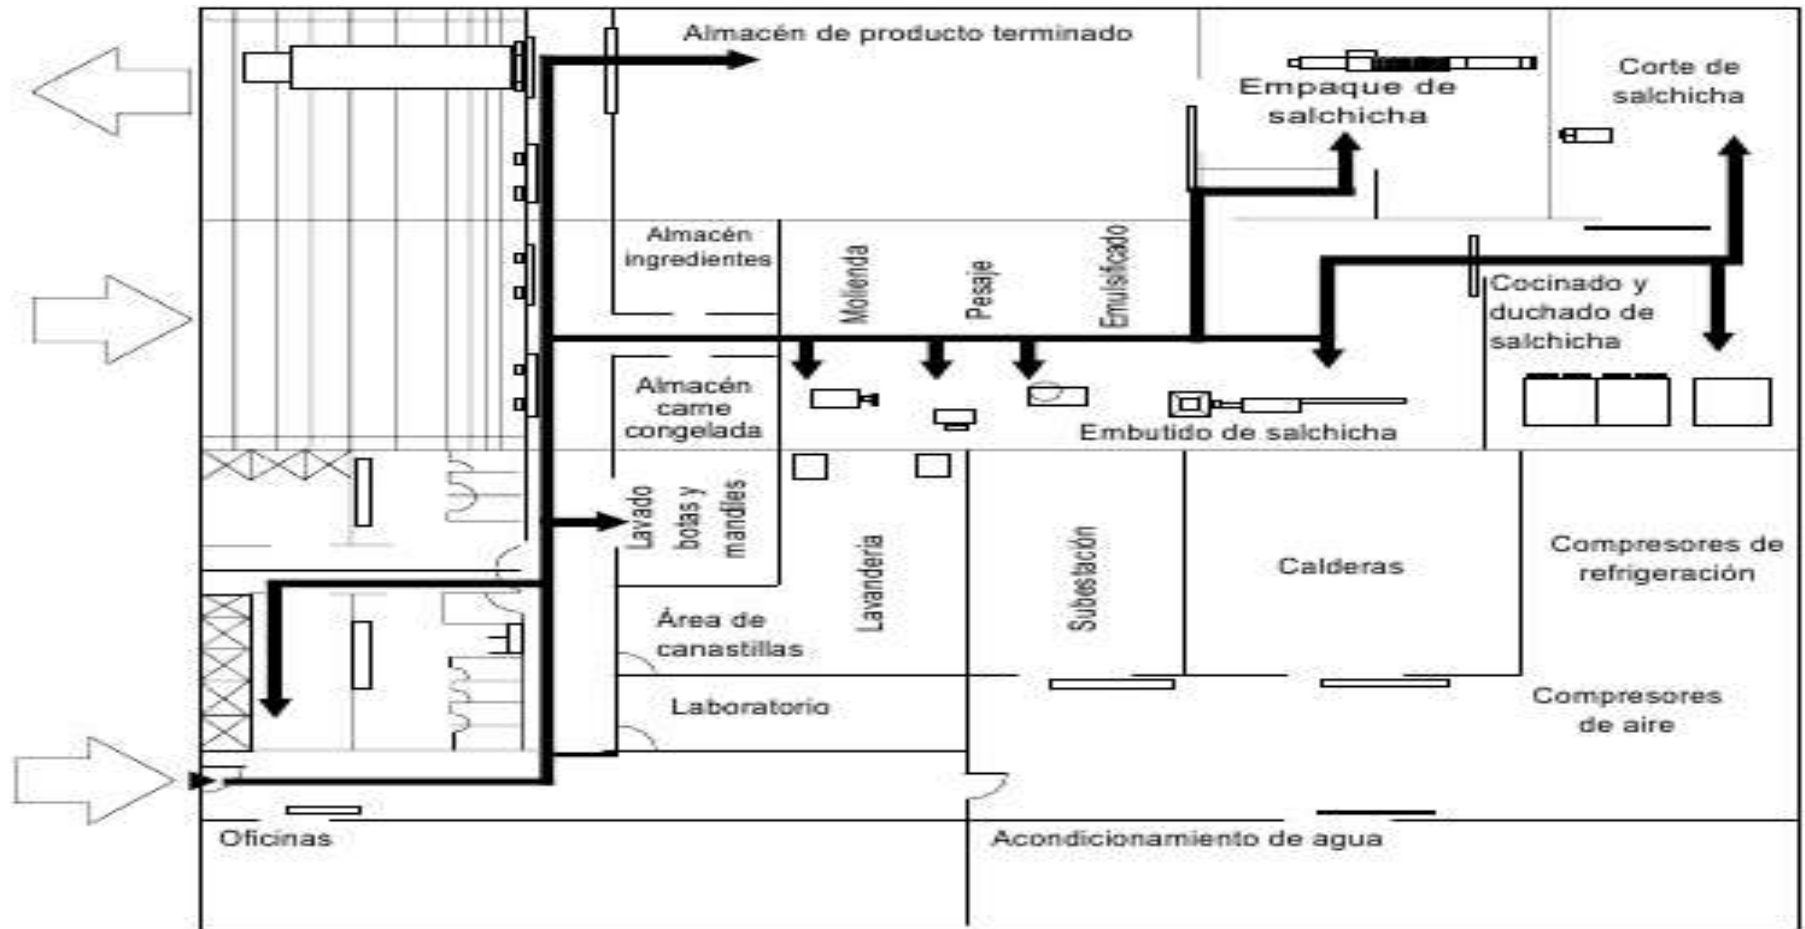 Almacén de producto terminado
Empaque de
salchicha
Corte de
salchicha
Almacén
ingredientes
Molienda
Pesaje
Emulsificado
Cocinado y
duchado de
salchicha
Almacén
carne
congelada
Embutido de salchicha
Lavado
botas y
mandiles
Lavandería
Subestación
Calderas
Compresores de
refrigeración
Área de
canastillas
Laboratorio
Compresores
de aire
Oficinas
Acondicionamiento de agua